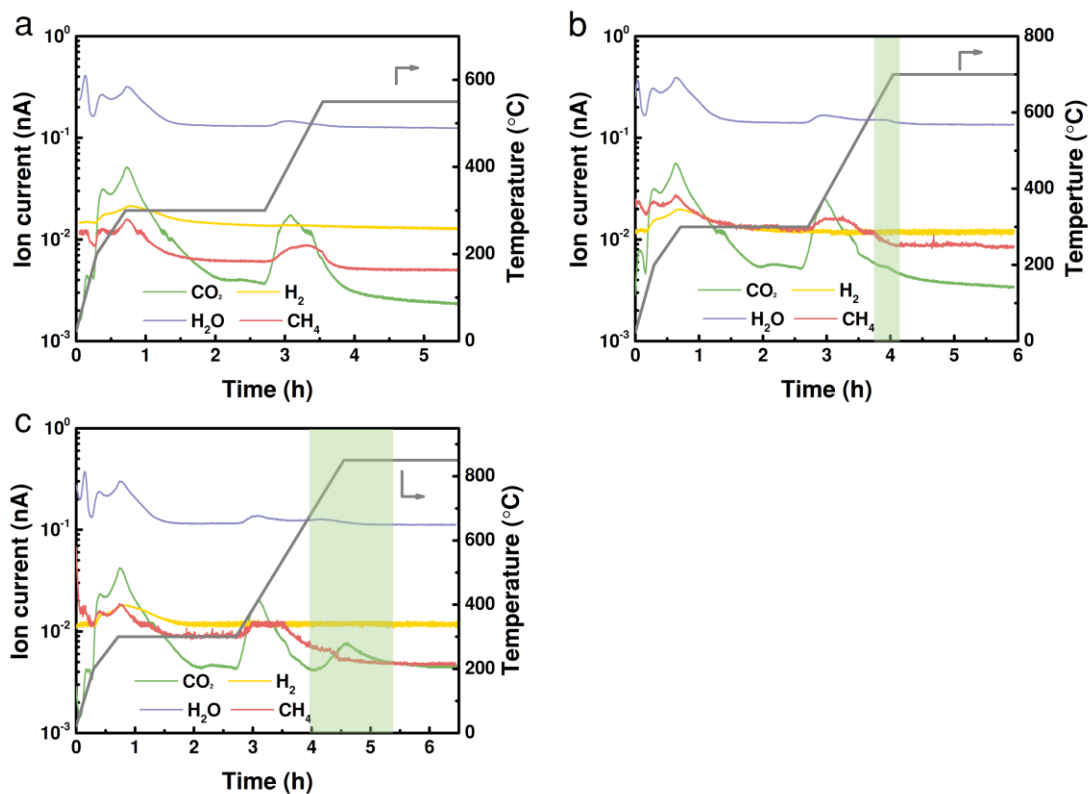 a
Ion current (nA)
10⁰
10⁻¹
10⁻²
10⁻³
0 1 2 3 4 5
Time (h)
600
400
200
0
Temperature (°C)
CO₂ H₂
H₂O CH₄
b
Ion current (nA)
10⁰
10⁻¹
10⁻²
10⁻³
0 1 2 3 4 5 6
Time (h)
800
600
400
200
0
Temperture (°C)
CO₂ H₂
H₂O CH₄
c
Ion current (nA)
10⁰
10⁻¹
10⁻²
10⁻³
0 1 2 3 4 5 6
Time (h)
800
600
400
200
0
Temperature (°C)
CO₂ H₂
H₂O CH₄